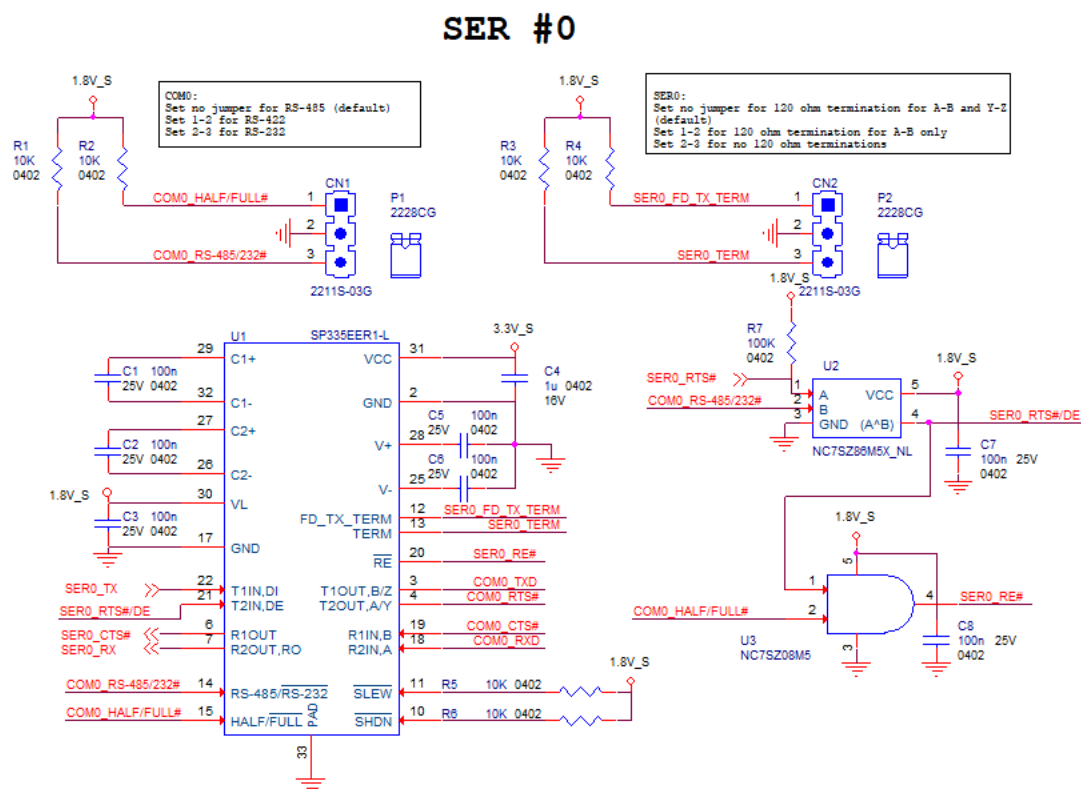 SER #0
1.8V_S
COM0:
Set no jumper for RS-485 (default)
Set 1-2 for RS-422
Set 2-3 for RS-232
R1
10K
0402
R2
10K
0402
COM0_HALF/FULL#
COM0_RS-485/232#
CN1
1
2
3
2211S-03G
P1
2228CG
1.8V_S
SER0:
Set no jumper for 120 ohm termination for A-B and Y-Z
(default)
Set 1-2 for 120 ohm termination for A-B only
Set 2-3 for no 120 ohm terminations
R3
10K
0402
R4
10K
0402
SER0_FD_TX_TERM
SER0_TERM
CN2
1
2
3
2211S-03G
P2
2228CG
U1
SP335EER1-L
29
C1+
C1 100n
25V 0402
32
C1-
27
C2+
C2 100n
25V 0402
26
C2-
1.8V_S
30
VL
C3 100n
25V 0402
17
GND
SER0_TX
22
T1IN,DI
SER0_RTS#/DE
21
T2IN,DE
SER0_CTS#
6
R1OUT
SER0_RX
7
R2OUT,RO
COM0_RS-485/232#
14
RS-485/RS-232
COM0_HALF/FULL#
15
HALF/FULL
PAD
33
VCC
31
3.3V_S
C4
1u 0402
16V
GND
2
C5 100n
25V 0402
V+
28
C6 100n
25V 0402
V-
25
FD_TX_TERM
12
SER0_FD_TX_TERM
TERM
13
SER0_TERM
RE
20
SER0_RE#
T1OUT,B/Z
3
COM0_TXD
T2OUT,A/Y
4
COM0_RTS#
R1IN,B
19
COM0_CTS#
R2IN,A
18
COM0_RXD
SLEW
11
R5 10K 0402
1.8V_S
SHDN
10
R6 10K 0402
1.8V_S
R7
100K
0402
SER0_RTS#
COM0_RS-485/232#
U2
1
A
2
B
3
GND
VCC
5
(A^B)
4
NC7SZ86M5X_NL
1.8V_S
SER0_RTS#/DE
C7
100n 25V
0402
1.8V_S
5
1
COM0_HALF/FULL#
2
4
SER0_RE#
3
U3
NC7SZ08M5
C8
100n 25V
0402